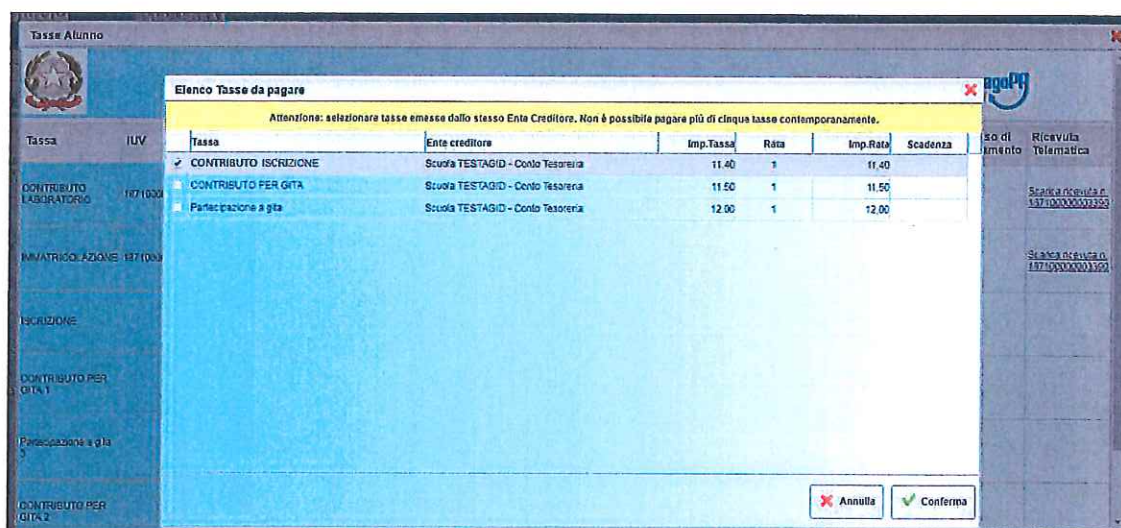 Tasse Alunno
Elenco Tasse da pagare
Attenzione: selezionare tasse emesse dallo stesso Ente Creditore. Non è possibile pagare più di cinque tasse contemporanamente.
Tassa IUV Tassa Ente creditore Imp.Tassa Rata Imp.Rata Scadenza Ricevuta
Telematica
CONTRIBUTO ISCRIZIONE Scuola TESTAGID - Conto Tesoreria 11.40 1 11,40
CONTRIBUTO PER GITA Scuola TESTAGID - Conto Tesoreria 11.50 1 11,50
Partecipazione a gita Scuola TESTAGID - Conto Tesoreria 12.00 1 12,00
CONTRIBUTO
LABORATORIO
Scarica ricevuta n.
IMMATRICOLAZIONE
Scarica ricevuta n.
ISCRIZIONE
CONTRIBUTO PER
GITA 1
Partecipazione a gita
3
CONTRIBUTO PER
GITA 2
Annulla Conferma